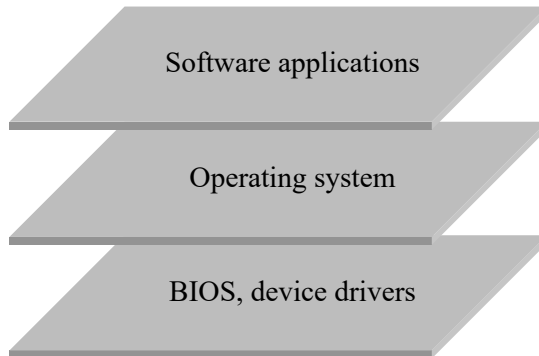 Software applications
Operating system
BIOS, device drivers